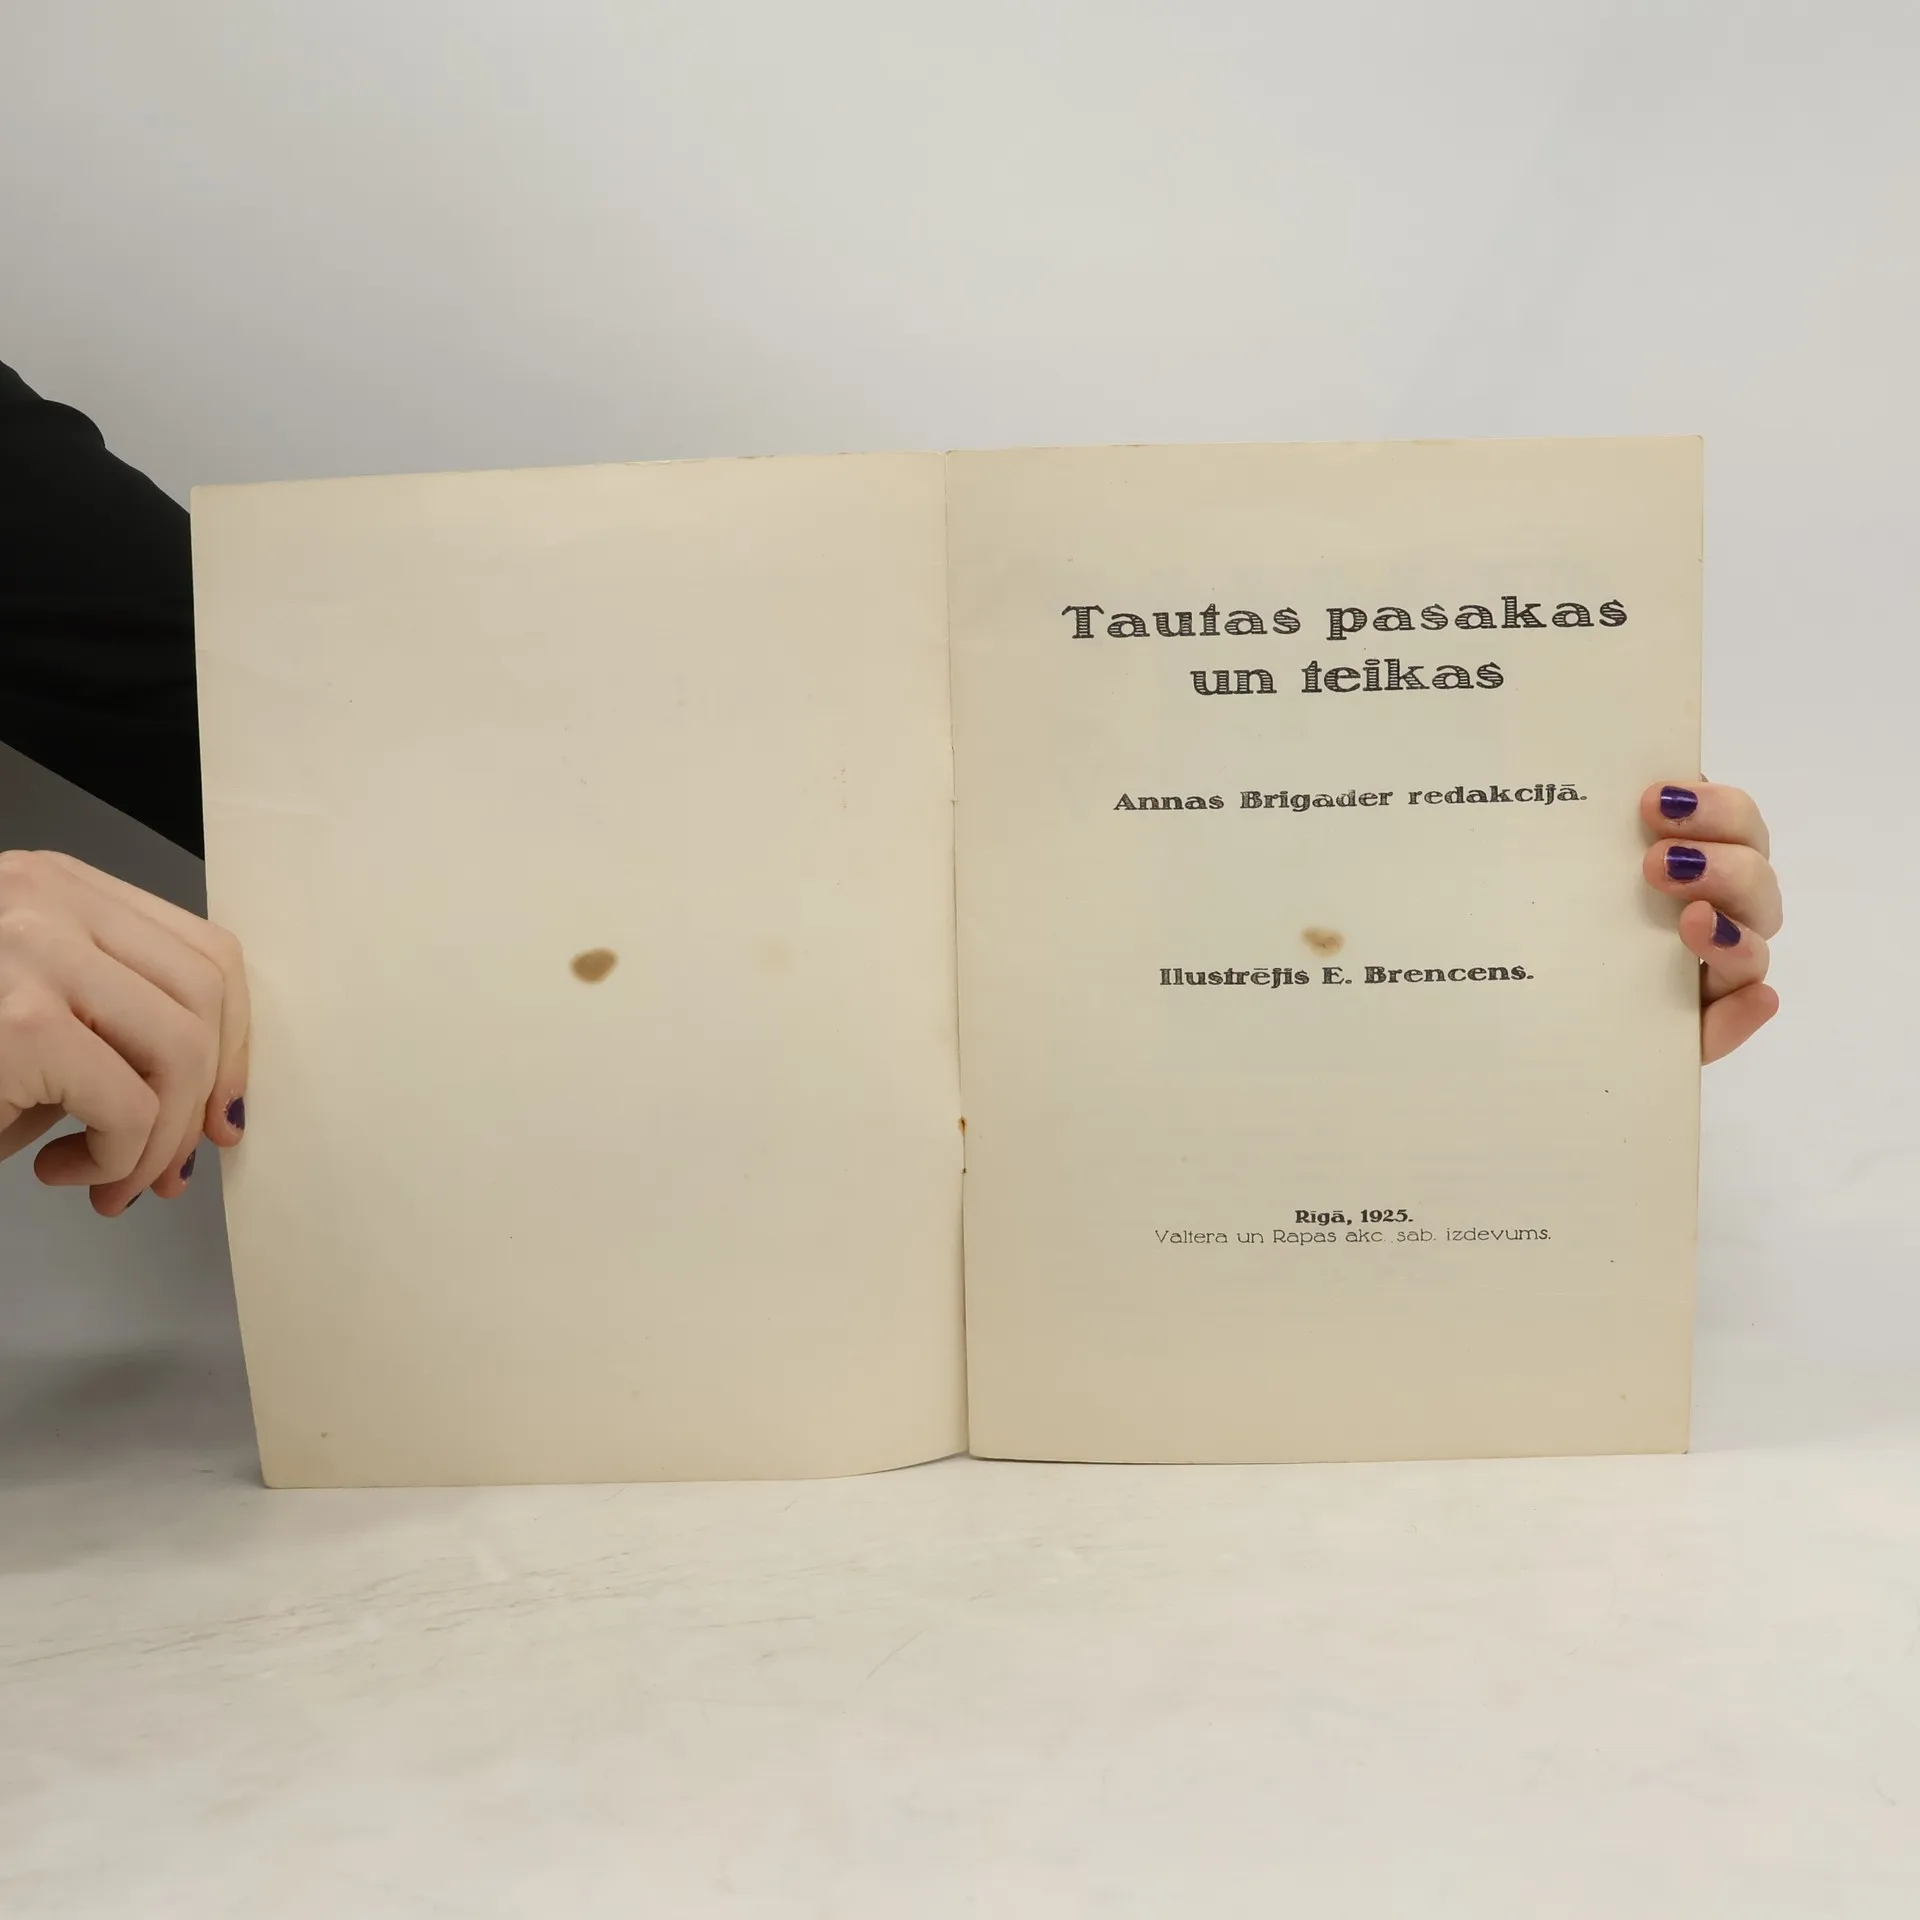 Tautas pasakas
un teikas
Annas Brigader redakcijā.
Ilustrējis E. Brencens.
Rīgā, 1925.
Valtera un Rapas akc. sab. izdevums.